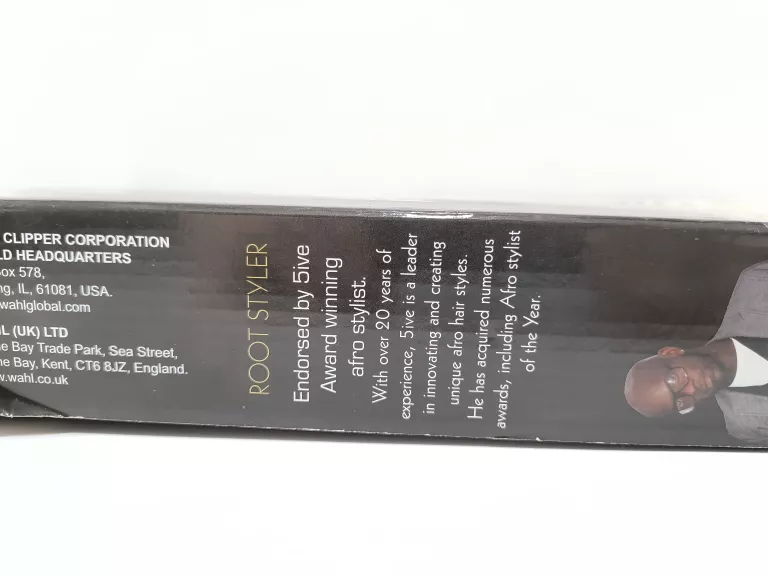 CLIPPER CORPORATION
HEADQUARTERS
578,
IL, 61081, USA.
wahlglobal.com
(UK) LTD
Bay Trade Park, Sea Street,
Bay, Kent, CT6 8JZ, England.
.wahl.co.uk
ROOT STYLER
Endorsed by 5ive
Award winning
afro stylist.
With over 20 years of
experience, 5ive is a leader
in innovating and creating
unique afro hair styles.
He has acquired numerous
awards, including Afro stylist
of the Year.